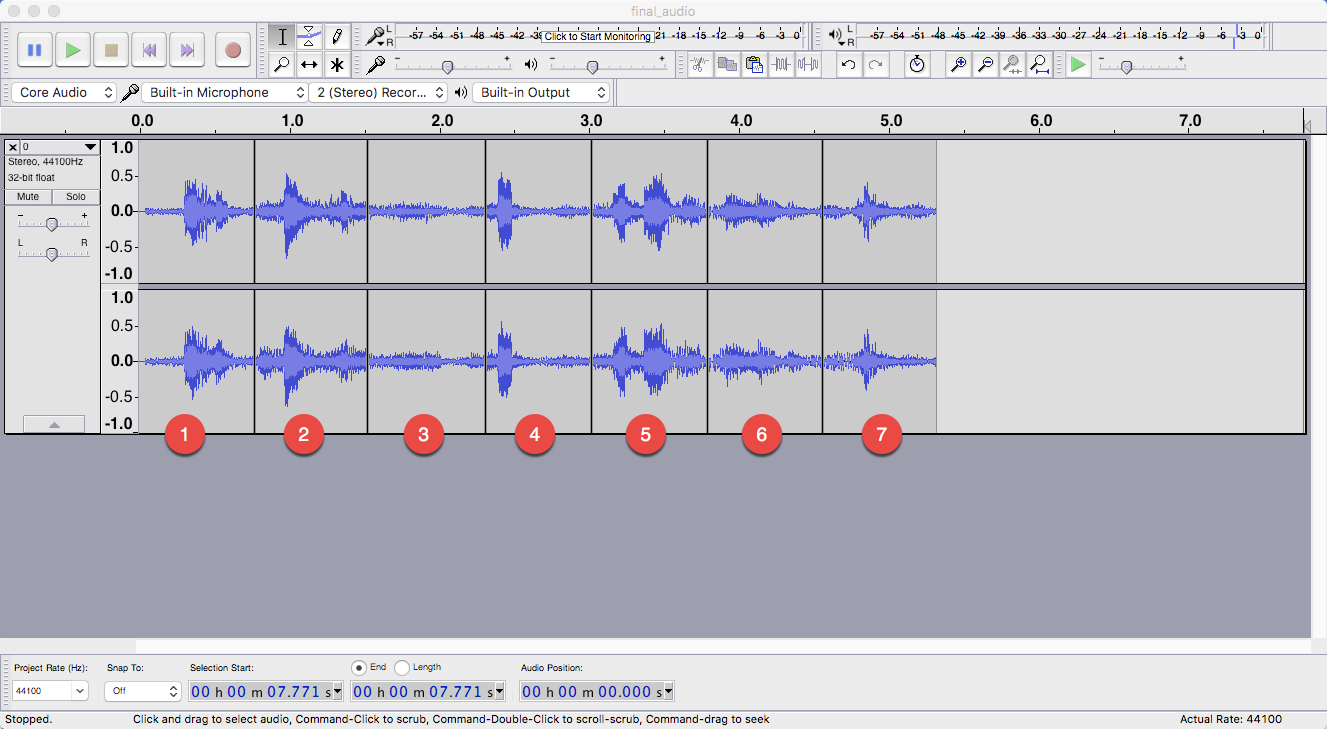 final_audio
L
R
-57 -54 -51 -48 -45 -42 -39 Click to Start Monitoring 21 -18 -15 -12 -9 -6 -3 0
L
R
-57 -54 -51 -48 -45 -42 -39 -36 -33 -30 -27 -24 -21 -18 -15 -12 -9 -6 -3 0
- + - + - +
Core Audio Built-in Microphone 2 (Stereo) Recor... Built-in Output
0.0 1.0 2.0 3.0 4.0 5.0 6.0 7.0
0
Stereo, 44100Hz
32-bit float
Mute Solo
- +
L R
1.0
0.5
0.0
-0.5
-1.0
1.0
0.5
0.0
-0.5
-1.0
1 2 3 4 5 6 7
Project Rate (Hz): Snap To: Selection Start: End Length Audio Position:
44100 Off 00 h 00 m 07.771 s 00 h 00 m 07.771 s 00 h 00 m 00.000 s
Stopped. Click and drag to select audio, Command-Click to scrub, Command-Double-Click to scroll-scrub, Command-drag to seek Actual Rate: 44100